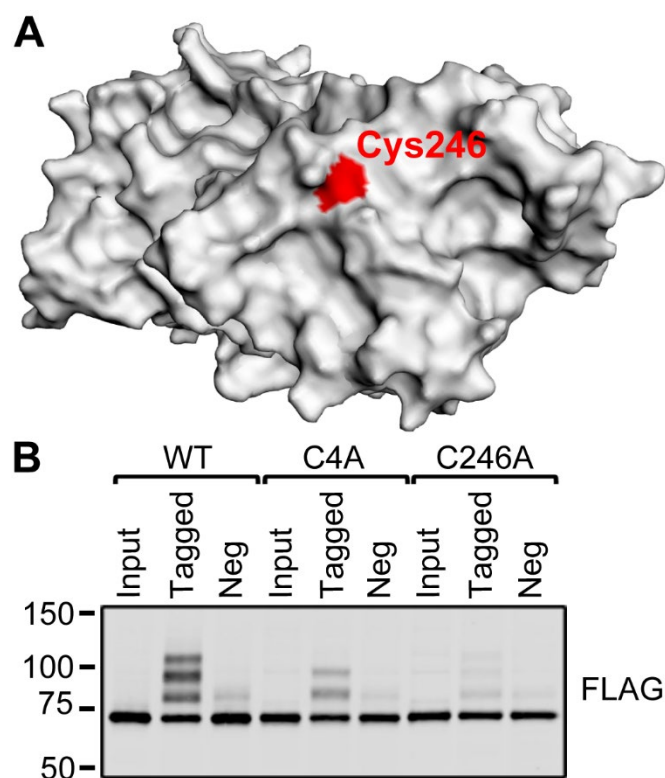 A
Cys246
B
WT C4A C246A
Input Tagged Neg Input Tagged Neg Input Tagged Neg
150
100
75
50
FLAG